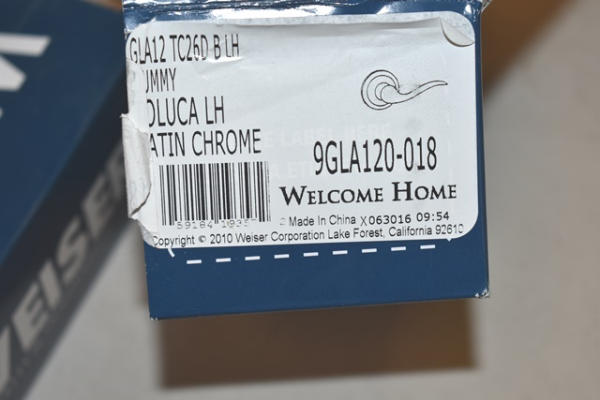 GLA12 TC26D B LH
UMMY
OLUCA LH
ATIN CHROME
9GLA120-018
WELCOME HOME
Made In China X063016 09:54
Copyright © 2010 Weiser Corporation Lake Forest, California 92610
WEISER